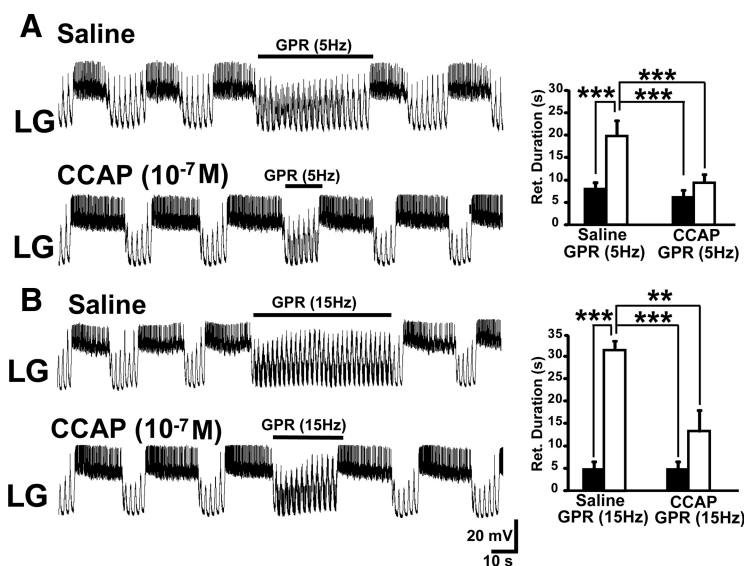 A
Saline
GPR (5Hz)
LG
CCAP (10-7M)
GPR (5Hz)
LG
***
***
***
Ret. Duration (s)
30
25
20
15
10
5
0
Saline
GPR (5Hz)
CCAP
GPR (5Hz)
B
Saline
GPR (15Hz)
LG
CCAP (10-7M)
GPR (15Hz)
LG
20 mV
10 s
**
***
***
Ret. Duration (s)
35
30
25
20
15
10
5
0
Saline
GPR (15Hz)
CCAP
GPR (15Hz)